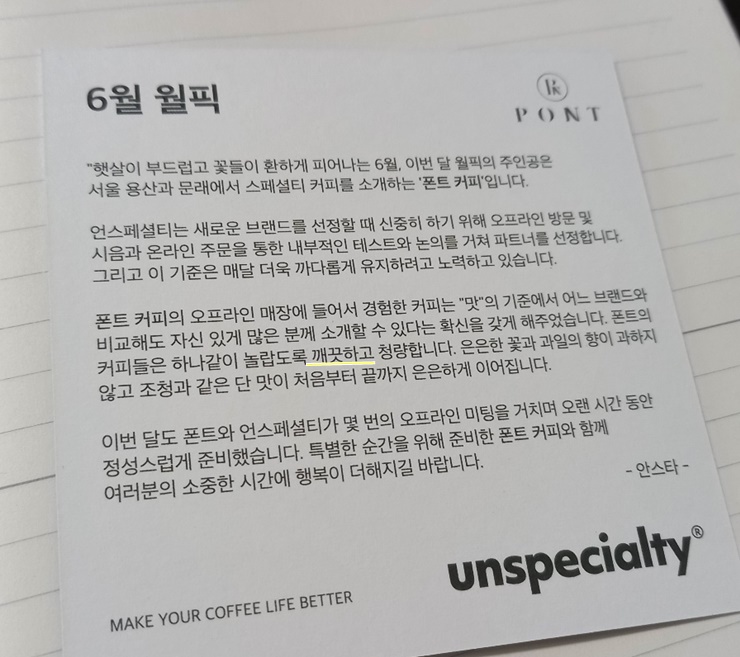 6월 월픽
PK
PONT
"햇살이 부드럽고 꽃들이 환하게 피어나는 6월, 이번 달 월픽의 주인공은
서울 용산과 문래에서 스페셜티 커피를 소개하는 '폰트 커피'입니다.
언스페셜티는 새로운 브랜드를 선정할 때 신중히 하기 위해 오프라인 방문 및
시음과 온라인 주문을 통한 내부적인 테스트와 논의를 거쳐 파트너를 선정합니다.
그리고 이 기준은 매달 더욱 까다롭게 유지하려고 노력하고 있습니다.
폰트 커피의 오프라인 매장에 들어서 경험한 커피는 "맛"의 기준에서 어느 브랜드와
비교해도 자신 있게 많은 분께 소개할 수 있다는 확신을 갖게 해주었습니다. 폰트의
커피들은 하나같이 놀랍도록 깨끗하고 청량합니다. 은은한 꽃과 과일의 향이 과하지
않고 조청과 같은 단 맛이 처음부터 끝까지 은은하게 이어집니다.
이번 달도 폰트와 언스페셜티가 몇 번의 오프라인 미팅을 거치며 오랜 시간 동안
정성스럽게 준비했습니다. 특별한 순간을 위해 준비한 폰트 커피와 함께
여러분의 소중한 시간에 행복이 더해지길 바랍니다.
- 안스타 -
unspecialty®
MAKE YOUR COFFEE LIFE BETTER